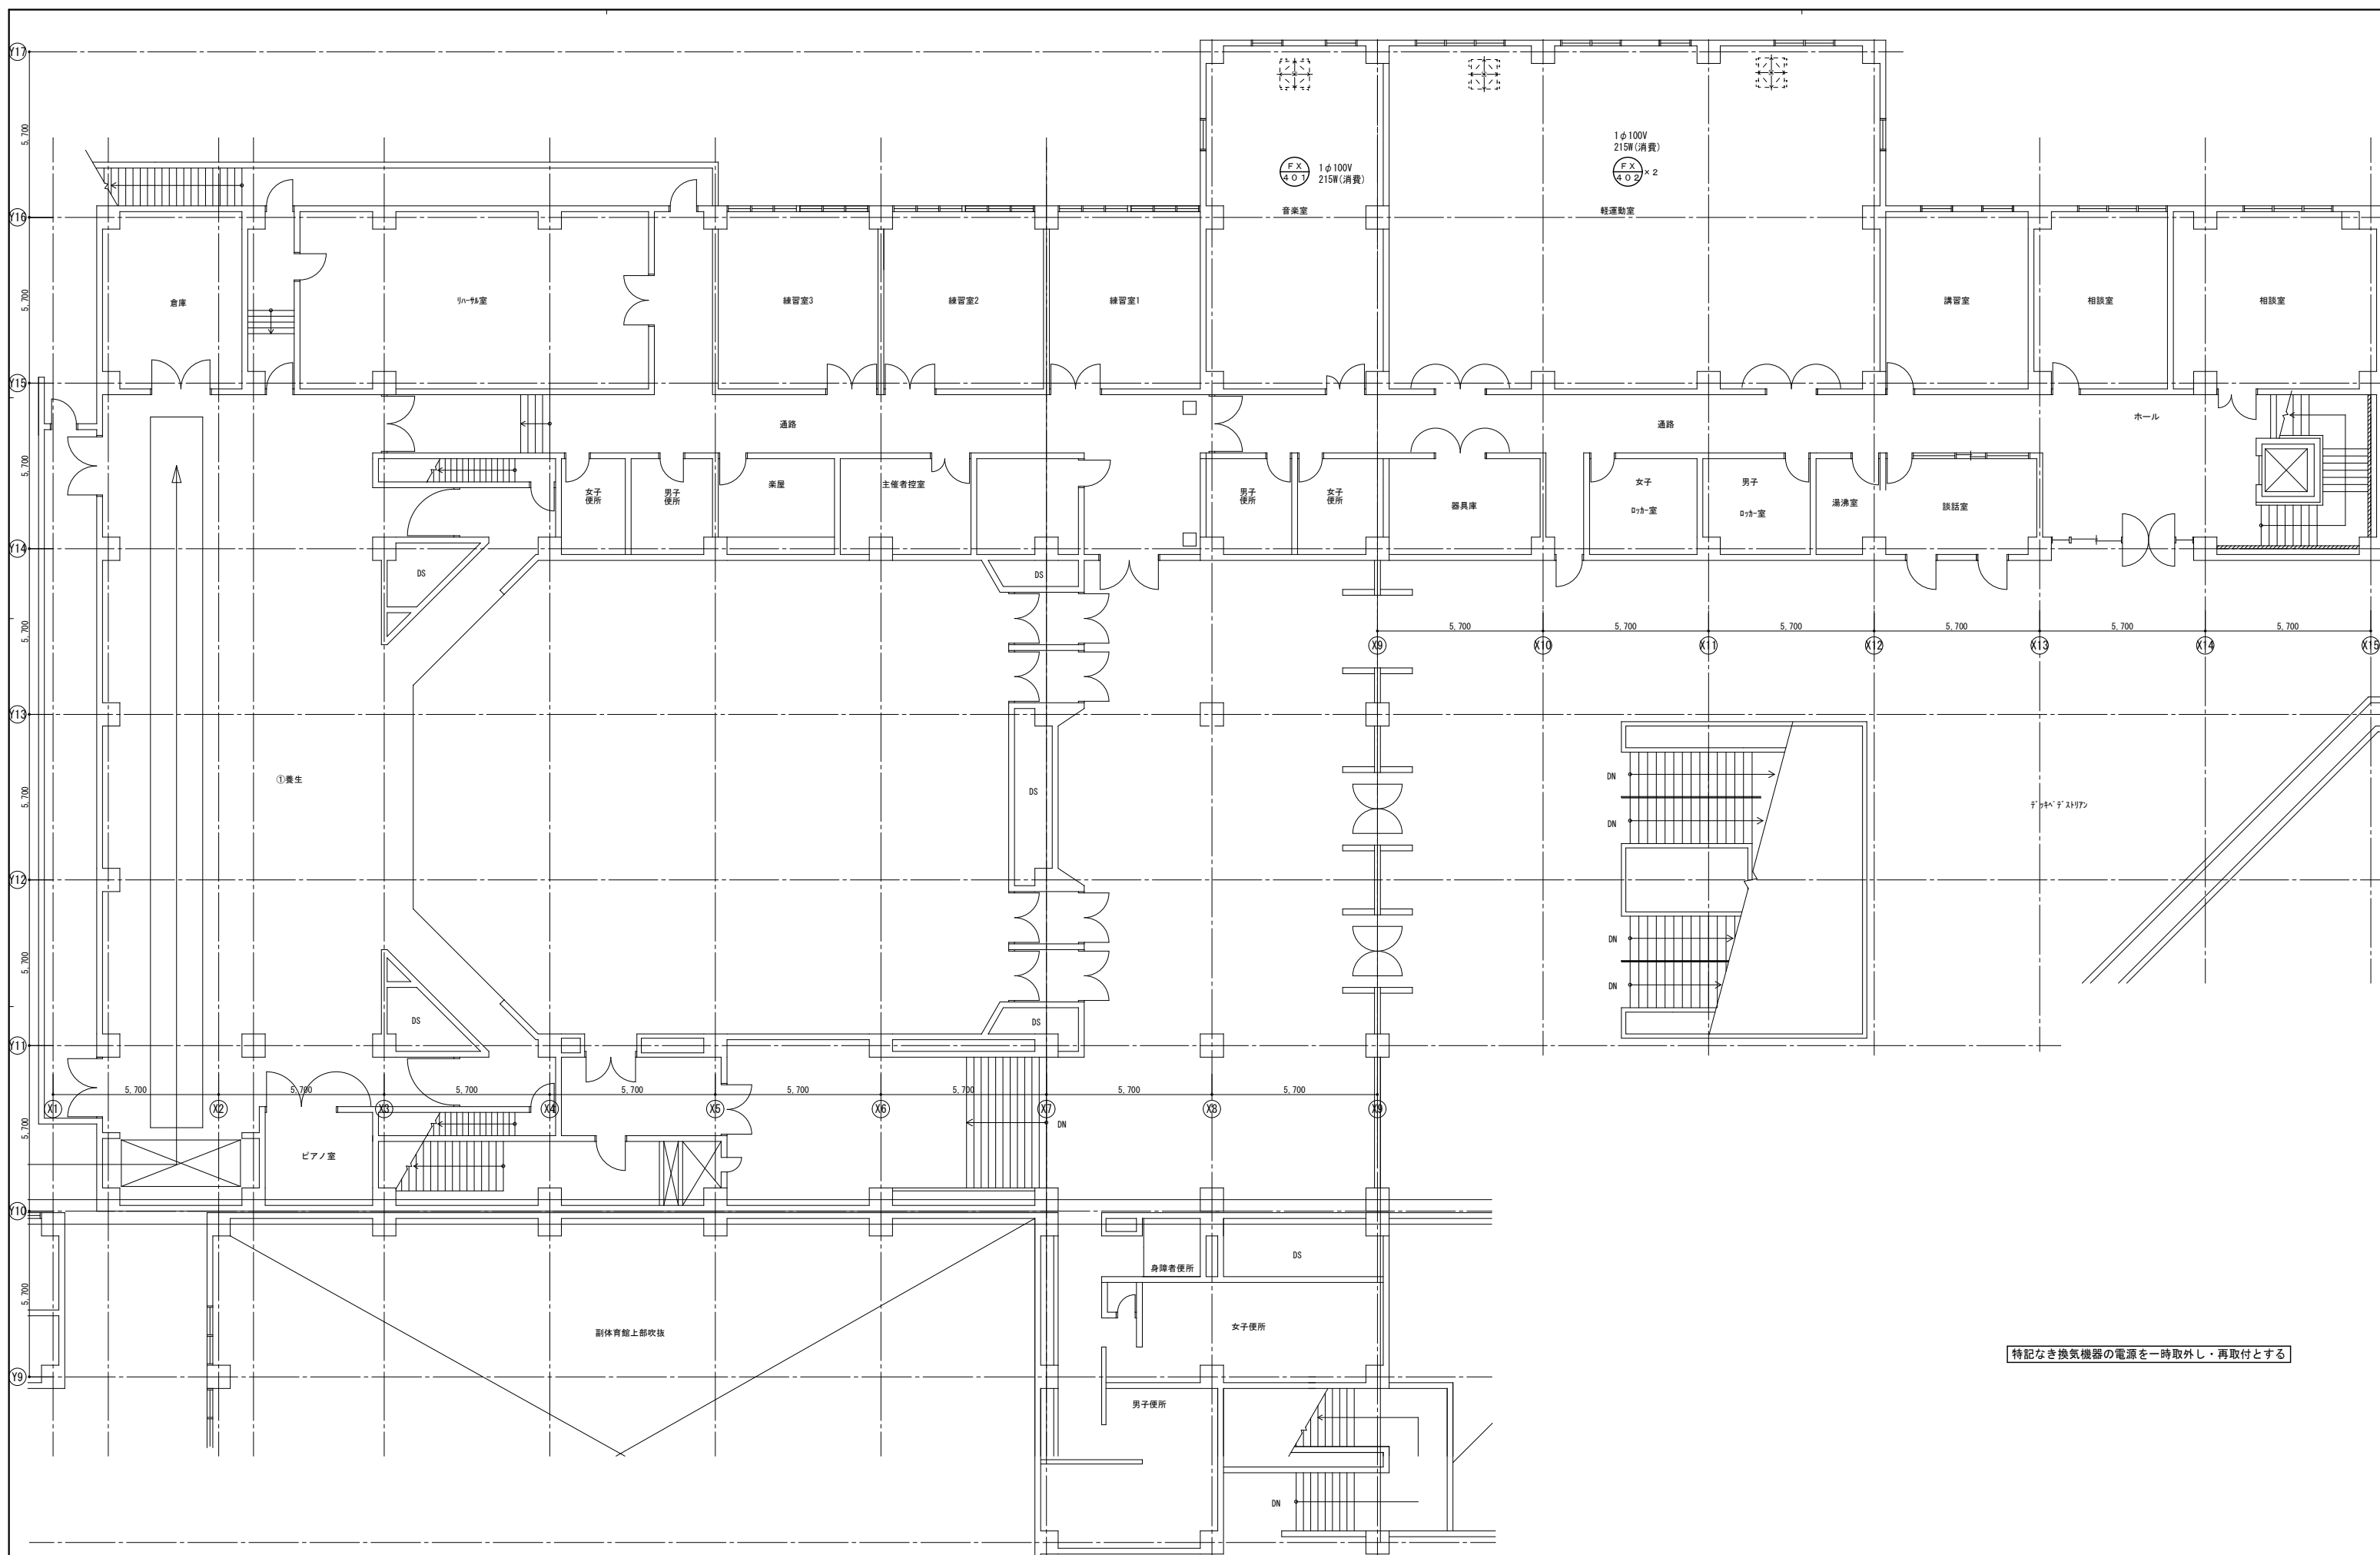 Y17
5,700
1φ100V
215W(消費)
FX
402
×2
FX
401
1φ100V
215W(消費)
音楽室
軽運動室
Y16
5,700
倉庫
ﾘﾊｰｻﾙ室
練習室3
練習室2
練習室1
講習室
相談室
相談室
Y15
通路
通路
ホール
5,700
女子
便所
男子
便所
楽屋
主催者控室
男子
便所
女子
便所
器具庫
女子
ﾛｯｶｰ室
男子
ﾛｯｶｰ室
湯沸室
談話室
Y14
DS
DS
5,700
5,700
5,700
5,700
5,700
5,700
5,700
X9
X10
X11
X12
X13
X14
X15
Y13
①養生
5,700
DS
DN
DN
ﾃﾞｯｷﾍﾟﾃﾞｽﾄﾘｱﾝ
Y12
5,700
DN
DN
DS
DS
Y11
5,700
5,700
5,700
5,700
5,700
5,700
5,700
5,700
X1
X2
X3
X4
X5
X6
X7
X8
X9
5,700
DN
ピアノ室
Y10
5,700
DS
身障者便所
副体育館上部吹抜
女子便所
特記なき換気機器の電源を一時取外し・再取付とする
Y9
男子便所
DN